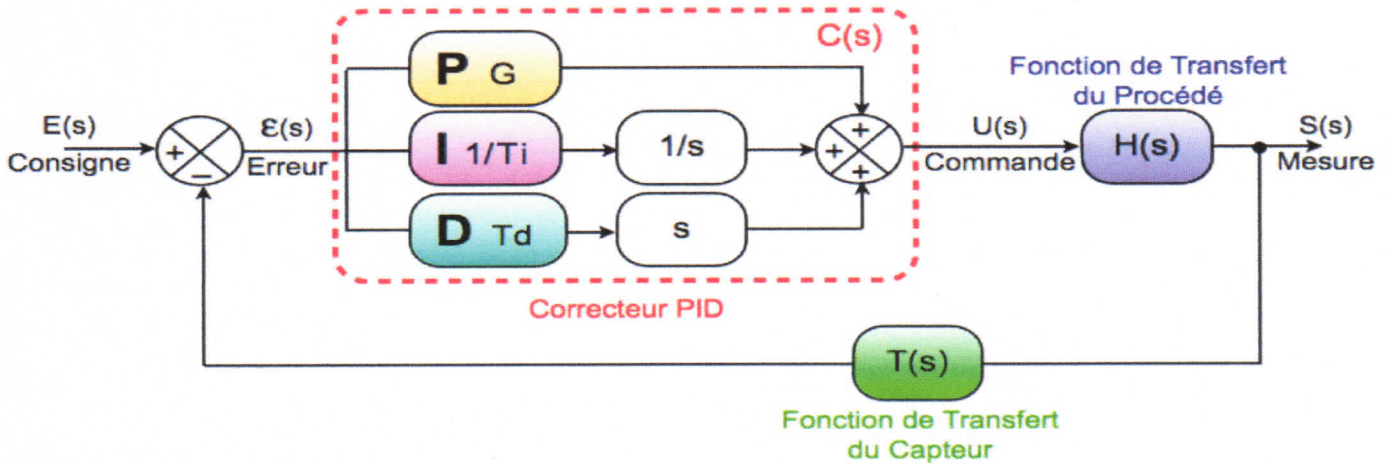 C(s)
P G
Fonction de Transfert
du Procédé
E(s)
Consigne
+
−
ε(s)
Erreur
I 1/Ti
1/s
+
+
+
U(s)
Commande
H(s)
S(s)
Mesure
D Td
s
Correcteur PID
T(s)
Fonction de Transfert
du Capteur